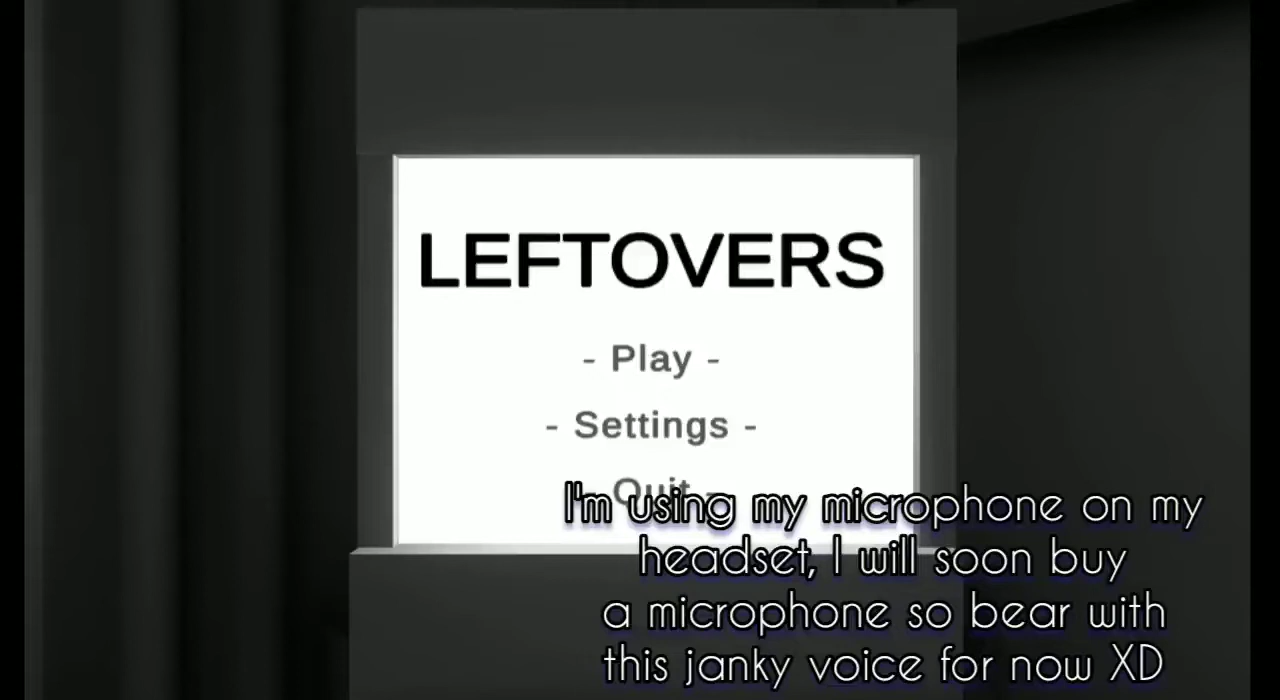 LEFTOVERS
- Play -
- Settings -
- Quit -
I'm using my microphone on my
headset, I will soon buy
a microphone so bear with
this janky voice for now XD